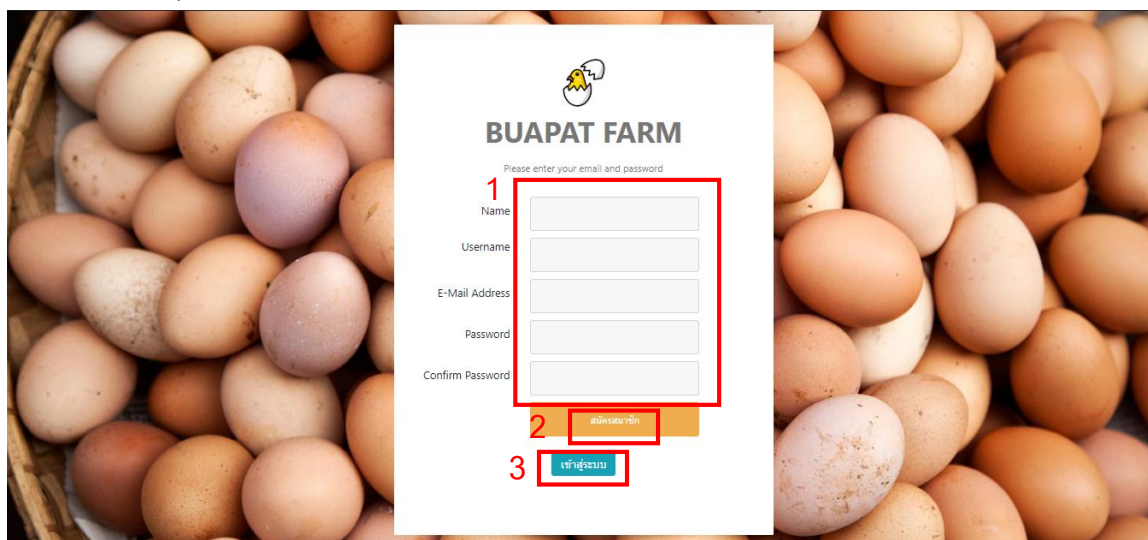 BUAPAT FARM
Please enter your email and password
1
Name
Username
E-Mail Address
Password
Confirm Password
2 สมัครสมาชิก
3 เข้าสู่ระบบ